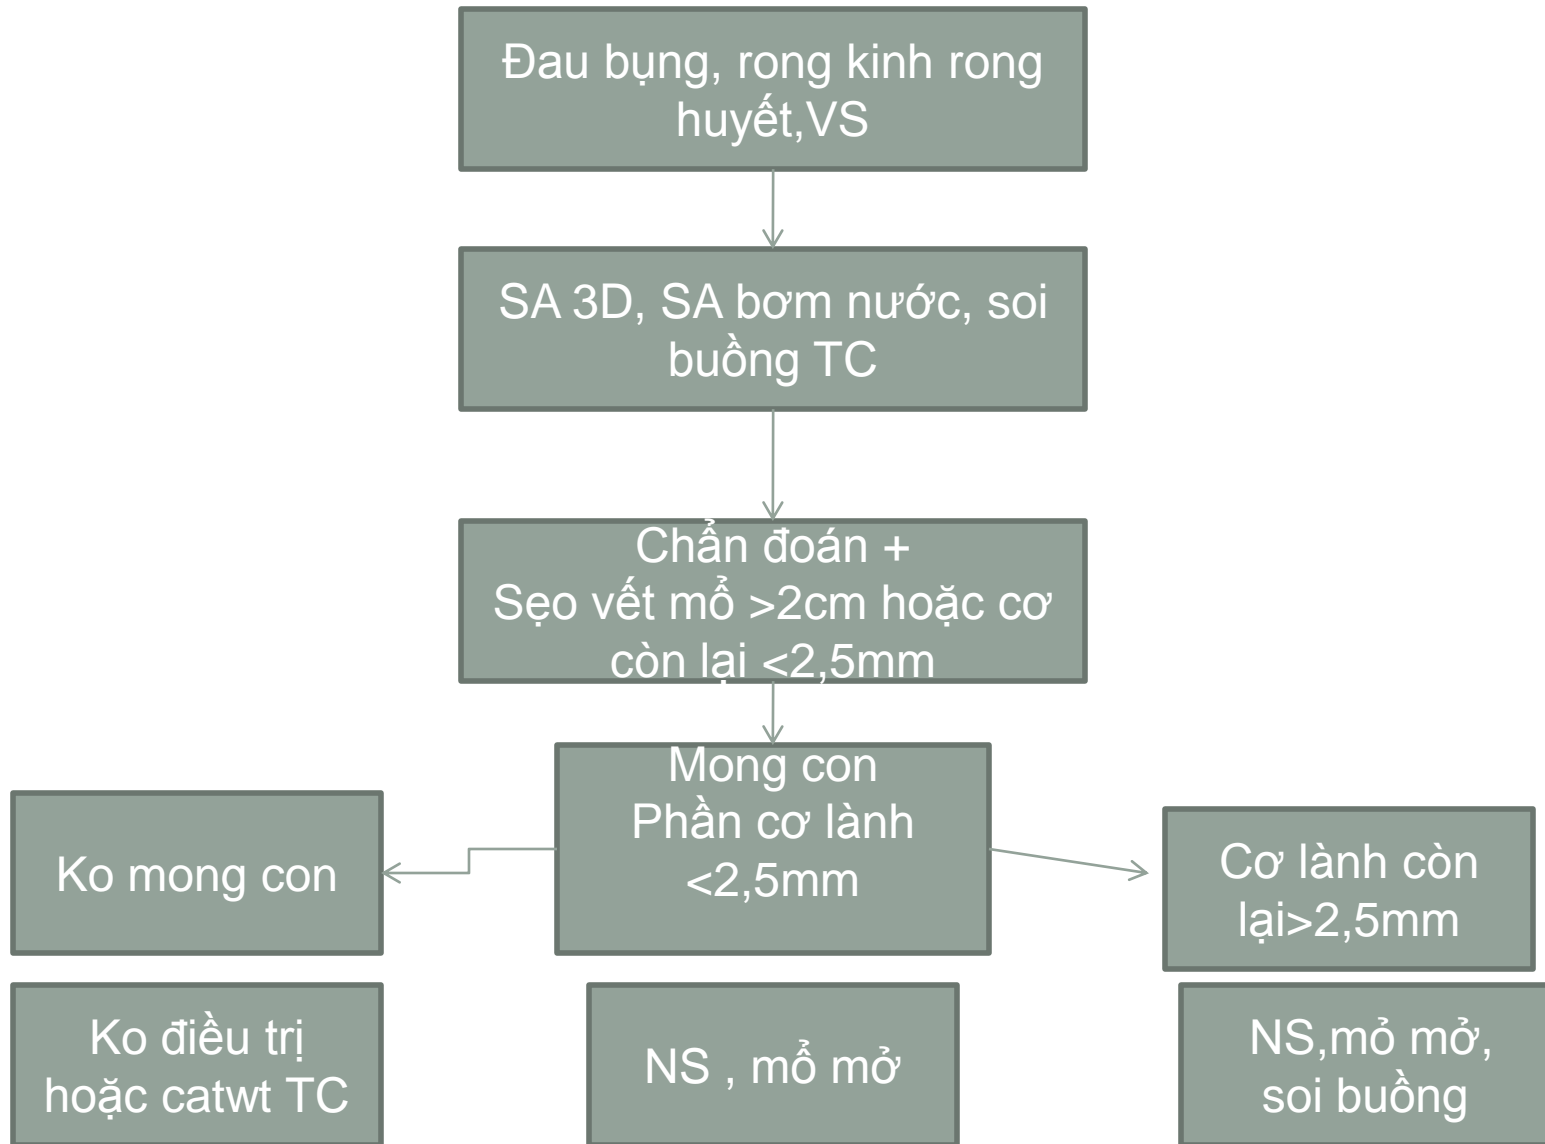 Đau bụng, rong kinh rong
huyết,VS
SA 3D, SA bơm nước, soi
buồng TC
Chẩn đoán +
Sẹo vết mổ >2cm hoặc cơ
còn lại <2,5mm
Mong con
Phần cơ lành
<2,5mm
Ko mong con
Cơ lành còn
lại>2,5mm
Ko điều trị
hoặc catwt TC
NS , mổ mở
NS,mỏ mở,
soi buồng